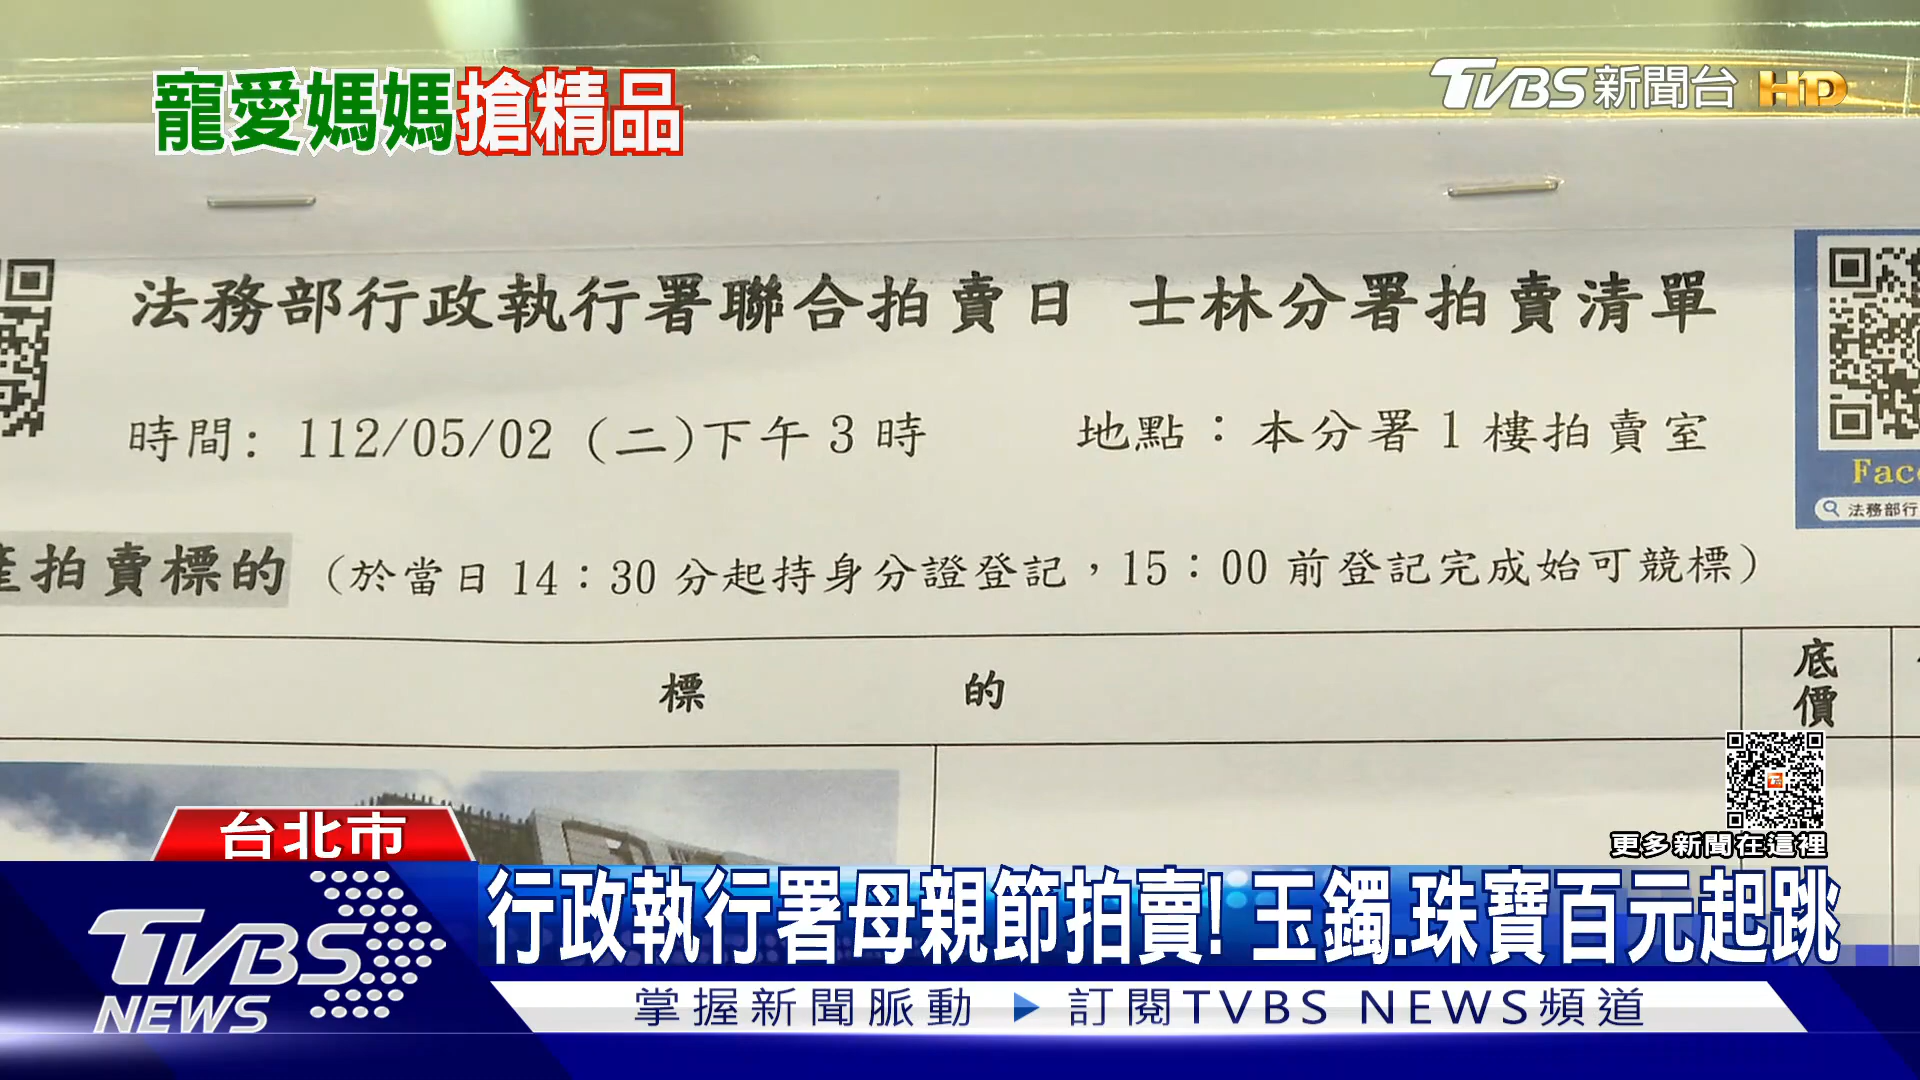 寵愛媽媽搶精品
TVBS新聞台 HD
法務部行政執行署聯合拍賣日 士林分署拍賣清單
時間: 112/05/02 (二)下午3時 地點：本分署1樓拍賣室
法務部行
拍賣標的 (於當日14：30分起持身分證登記，15：00前登記完成始可競標)
標的
底價
更多新聞在這裡
台北市
行政執行署母親節拍賣! 玉鐲.珠寶百元起跳
TVBS NEWS
掌握新聞脈動 ▶ 訂閱TVBS NEWS頻道